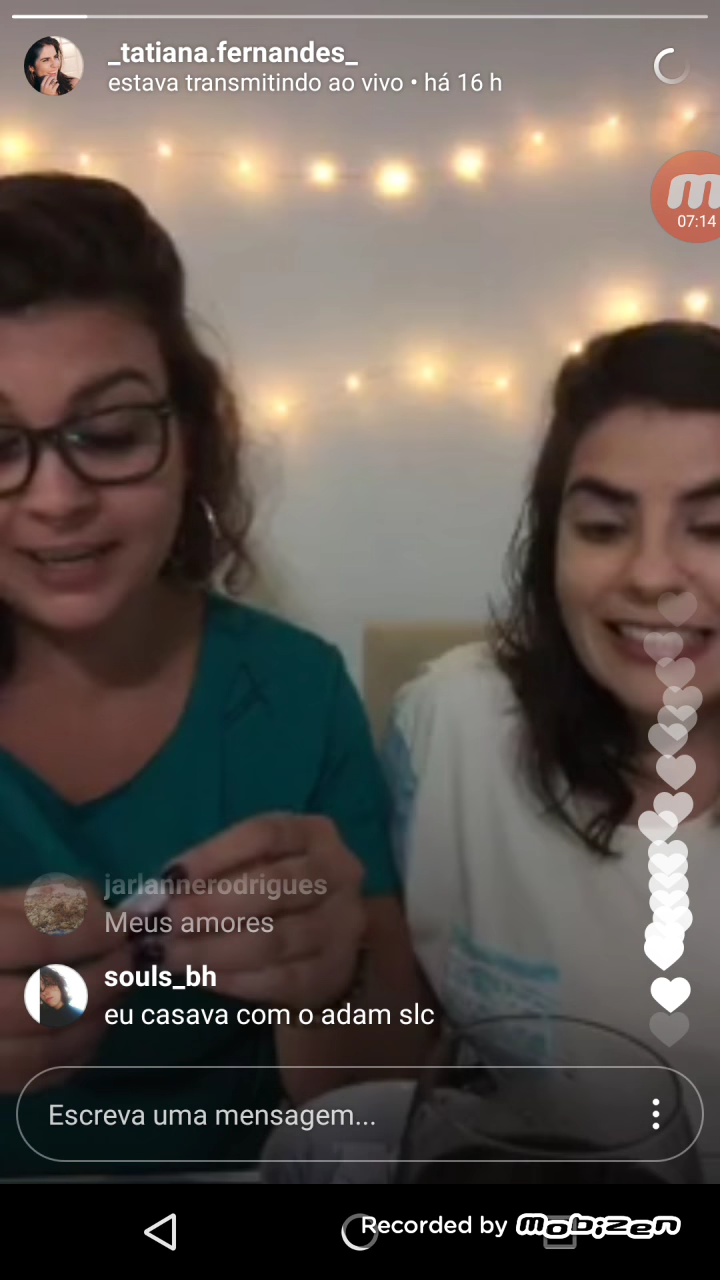 _tatiana.fernandes_
estava transmitindo ao vivo • há 16 h
07:14
jarlannerodrigues
Meus amores
souls_bh
eu casava com o adam slc
Escreva uma mensagem...
Recorded by mobizen